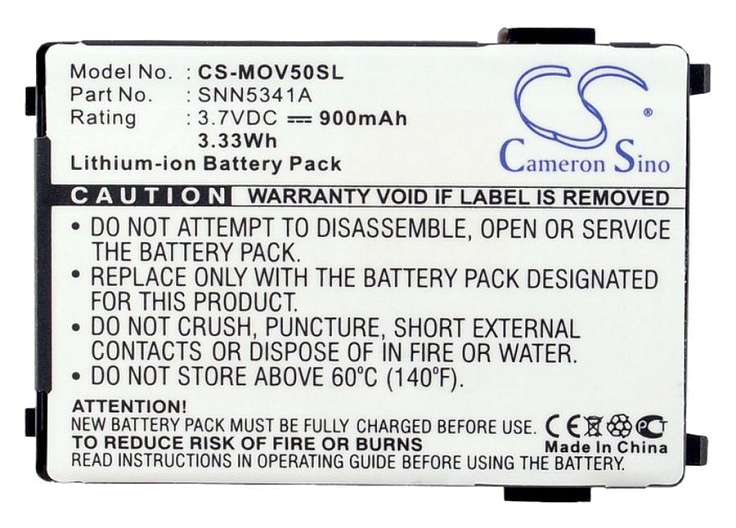 Model No. : CS-MOV50SL
Part No. : SNN5341A
Rating : 3.7VDC ⎓ 900mAh
3.33Wh
Lithium-ion Battery Pack
CS ®
Cameron Sino
CAUTION WARRANTY VOID IF LABEL IS REMOVED
• DO NOT ATTEMPT TO DISASSEMBLE, OPEN OR SERVICE
THE BATTERY PACK.
• REPLACE ONLY WITH THE BATTERY PACK DESIGNATED
FOR THIS PRODUCT.
• DO NOT CRUSH, PUNCTURE, SHORT EXTERNAL
CONTACTS OR DISPOSE OF IN FIRE OR WATER.
• DO NOT STORE ABOVE 60°C (140°F).
ATTENTION!
NEW BATTERY PACK MUST BE FULLY CHARGED BEFORE USE.
TO REDUCE RISK OF FIRE OR BURNS
READ INSTRUCTIONS IN OPERATING GUIDE BEFORE USING THE BATTERY.
CE
Made In China